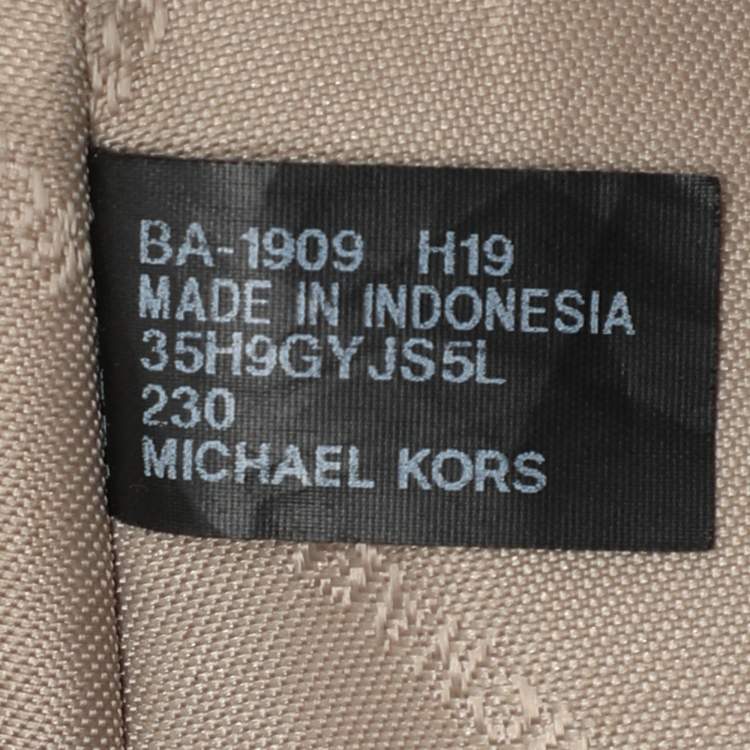 BA-1909 H19
MADE IN INDONESIA
35H9GYJS5L
230
MICHAEL KORS